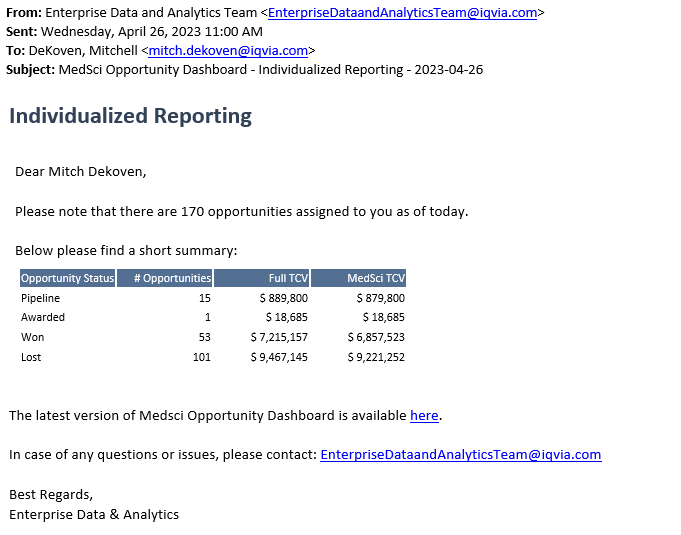 From: Enterprise Data and Analytics Team <EnterpriseDataandAnalyticsTeam@iqvia.com>
Sent: Wednesday, April 26, 2023 11:00 AM
To: DeKoven, Mitchell <mitch.dekoven@iqvia.com>
Subject: MedSci Opportunity Dashboard - Individualized Reporting - 2023-04-26
Individualized Reporting
Dear Mitch Dekoven,
Please note that there are 170 opportunities assigned to you as of today.
Below please find a short summary:
Opportunity Status # Opportunities Full TCV MedSci TCV
Pipeline 15 $ 889,800 $ 879,800
Awarded 1 $ 18,685 $ 18,685
Won 53 $ 7,215,157 $ 6,857,523
Lost 101 $ 9,467,145 $ 9,221,252
The latest version of Medsci Opportunity Dashboard is available here.
In case of any questions or issues, please contact: EnterpriseDataandAnalyticsTeam@iqvia.com
Best Regards,
Enterprise Data & Analytics